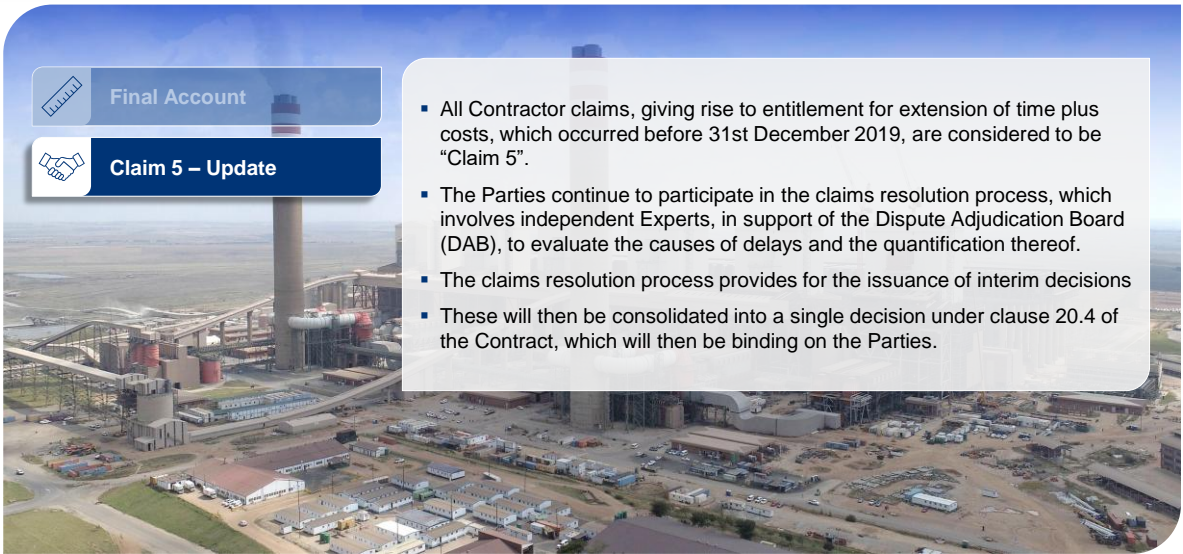 Final Account
Claim 5 – Update
▪ All Contractor claims, giving rise to entitlement for extension of time plus
costs, which occurred before 31st December 2019, are considered to be
“Claim 5”.
▪ The Parties continue to participate in the claims resolution process, which
involves independent Experts, in support of the Dispute Adjudication Board
(DAB), to evaluate the causes of delays and the quantification thereof.
▪ The claims resolution process provides for the issuance of interim decisions
▪ These will then be consolidated into a single decision under clause 20.4 of
the Contract, which will then be binding on the Parties.